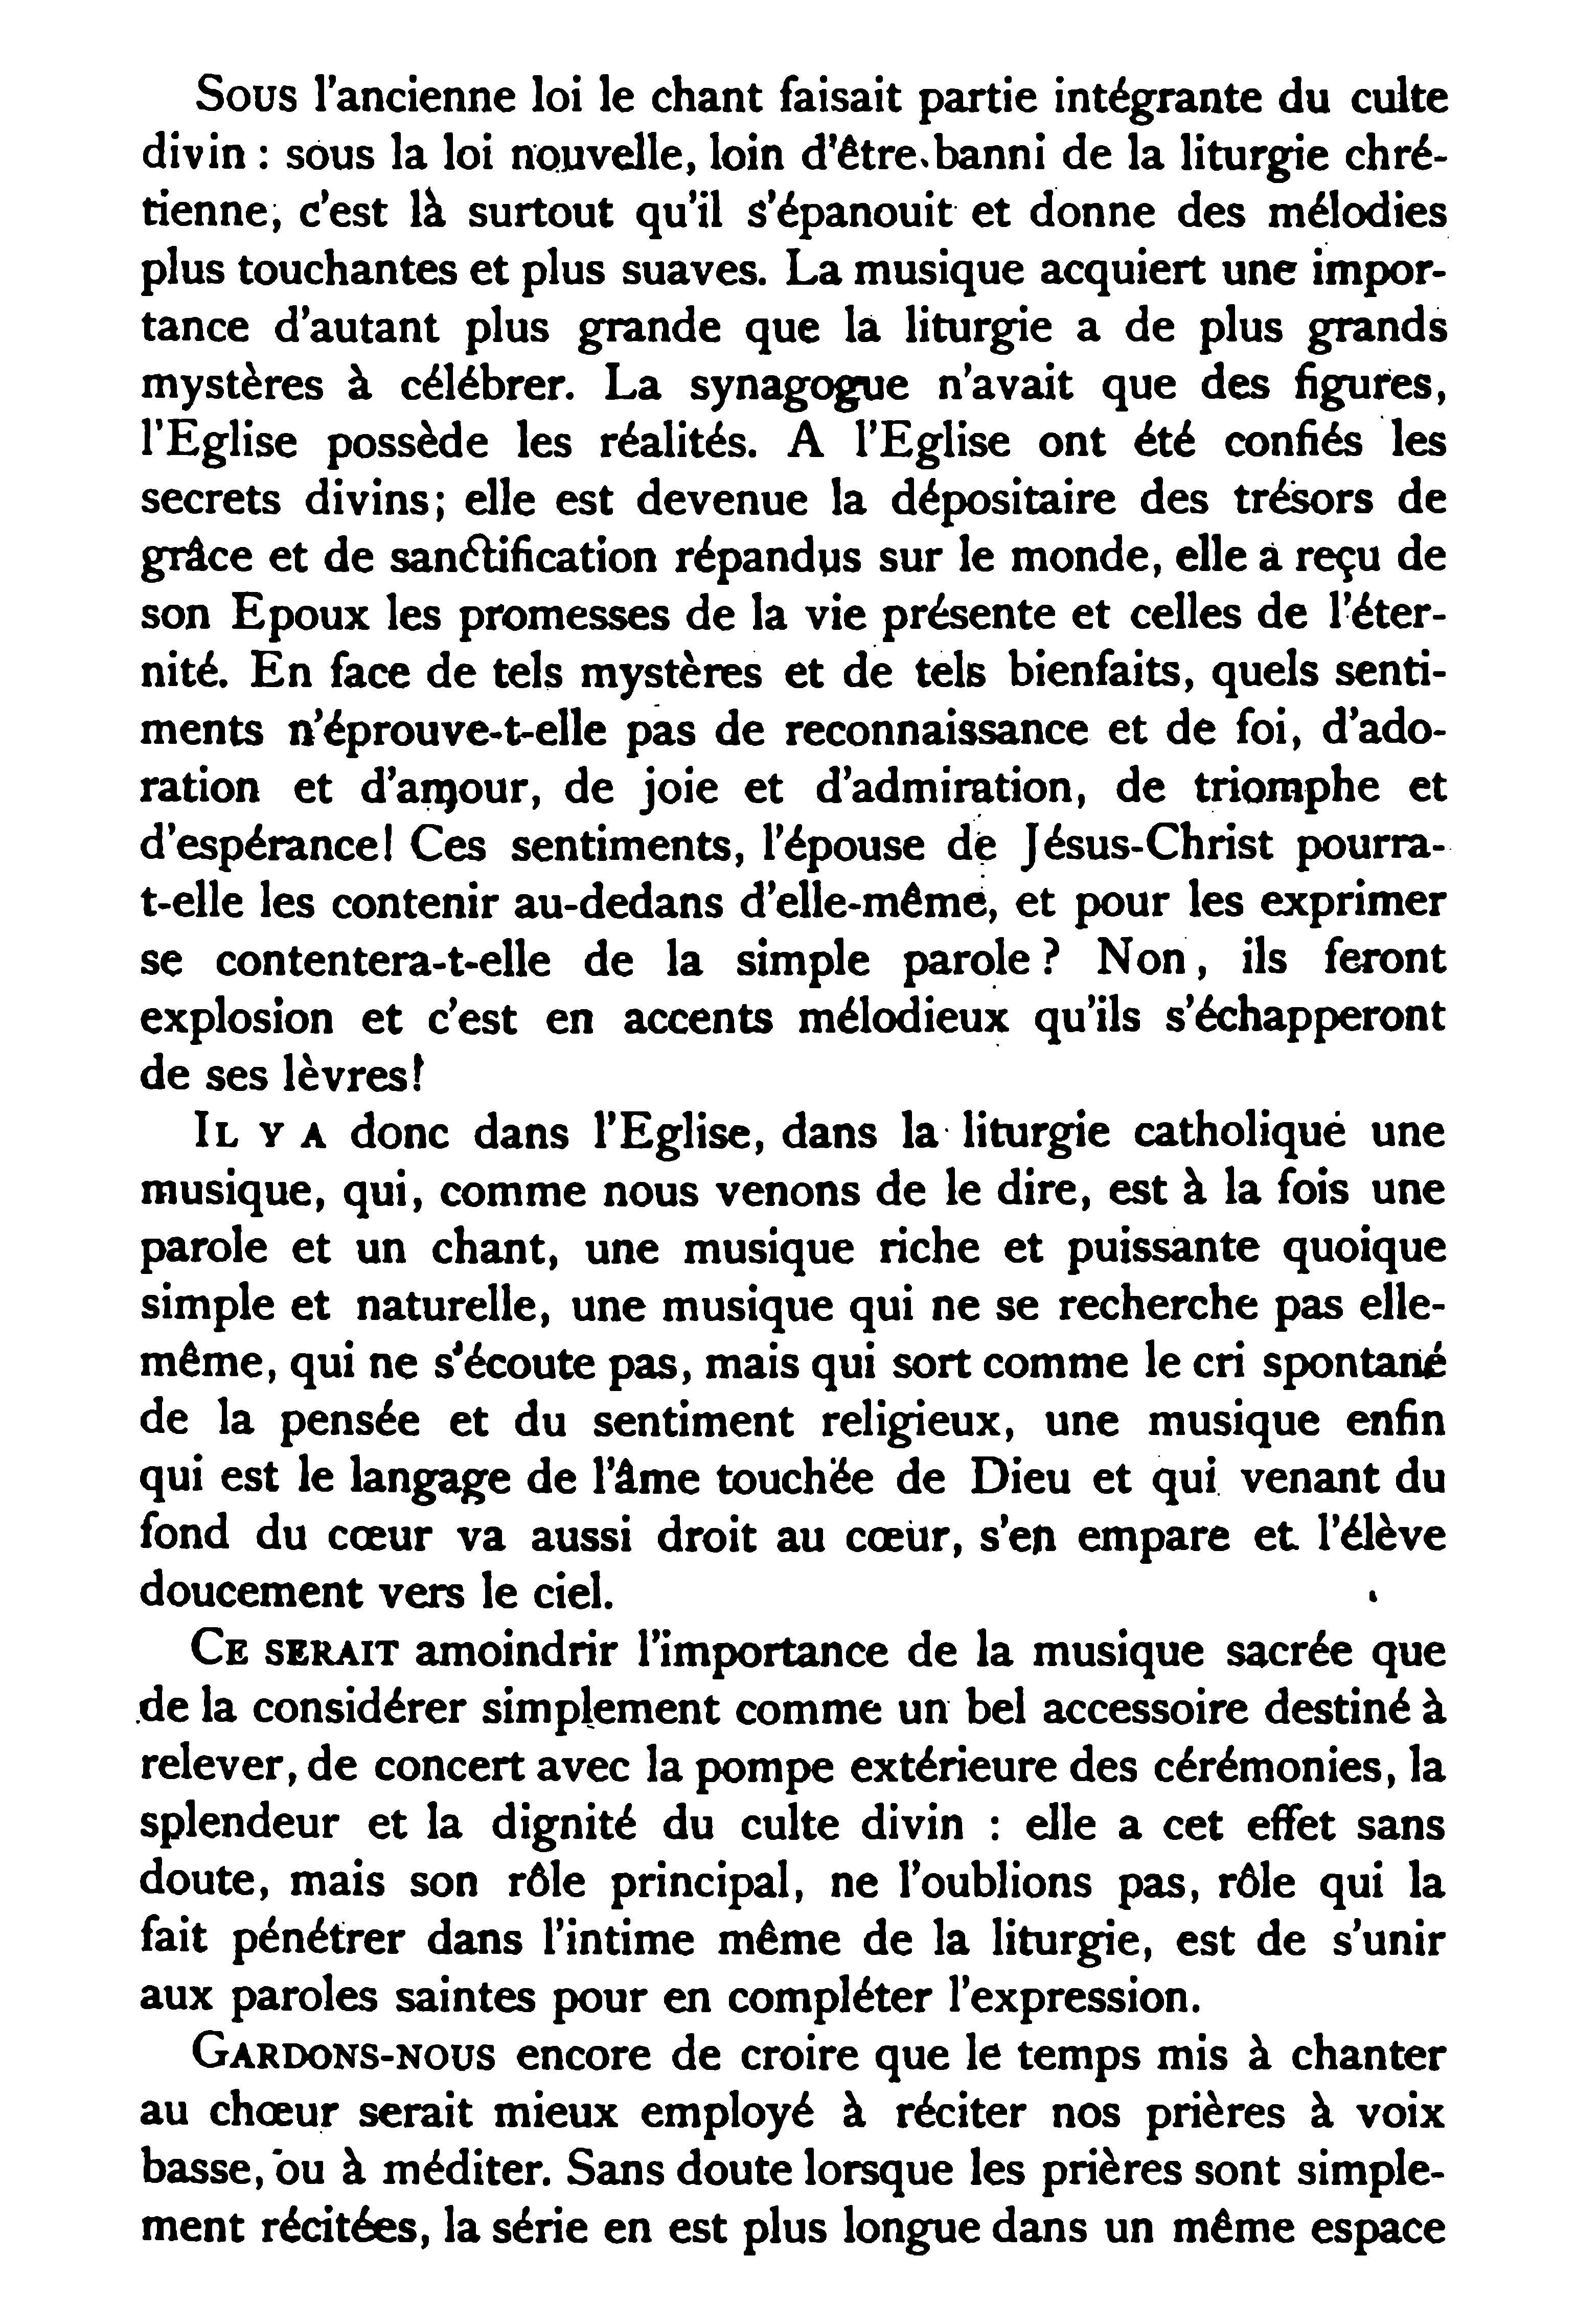 Sous l'ancienne loi le chant faisait partie intégrante du culte
divin : sous la loi nouvelle, loin d'être banni de la liturgie chré-
tienne, c'est là surtout qu'il s'épanouit et donne des mélodies
plus touchantes et plus suaves. La musique acquiert une impor-
tance d'autant plus grande que la liturgie a de plus grands
mystères à célébrer. La synagogue n'avait que des figures,
l'Eglise possède les réalités. A l'Eglise ont été confiés les
secrets divins; elle est devenue la dépositaire des trésors de
grâce et de sanctification répandus sur le monde, elle a reçu de
son Epoux les promesses de la vie présente et celles de l'éter-
nité. En face de tels mystères et de tels bienfaits, quels senti-
ments n'éprouve-t-elle pas de reconnaissance et de foi, d'ado-
ration et d'amour, de joie et d'admiration, de triomphe et
d'espérance! Ces sentiments, l'épouse de Jésus-Christ pourra-
t-elle les contenir au-dedans d'elle-même, et pour les exprimer
se contentera-t-elle de la simple parole ? Non, ils feront
explosion et c'est en accents mélodieux qu'ils s'échapperont
de ses lèvres!
IL Y A donc dans l'Eglise, dans la liturgie catholique une
musique, qui, comme nous venons de le dire, est à la fois une
parole et un chant, une musique riche et puissante quoique
simple et naturelle, une musique qui ne se recherche pas elle-
même, qui ne s'écoute pas, mais qui sort comme le cri spontané
de la pensée et du sentiment religieux, une musique enfin
qui est le langage de l'âme touchée de Dieu et qui venant du
fond du cœur va aussi droit au cœur, s'en empare et l'élève
doucement vers le ciel.
CE SERAIT amoindrir l'importance de la musique sacrée que
de la considérer simplement comme un bel accessoire destiné à
relever, de concert avec la pompe extérieure des cérémonies, la
splendeur et la dignité du culte divin : elle a cet effet sans
doute, mais son rôle principal, ne l'oublions pas, rôle qui la
fait pénétrer dans l'intime même de la liturgie, est de s'unir
aux paroles saintes pour en compléter l'expression.
GARDONS-NOUS encore de croire que le temps mis à chanter
au chœur serait mieux employé à réciter nos prières à voix
basse, ou à méditer. Sans doute lorsque les prières sont simple-
ment récitées, la série en est plus longue dans un même espace